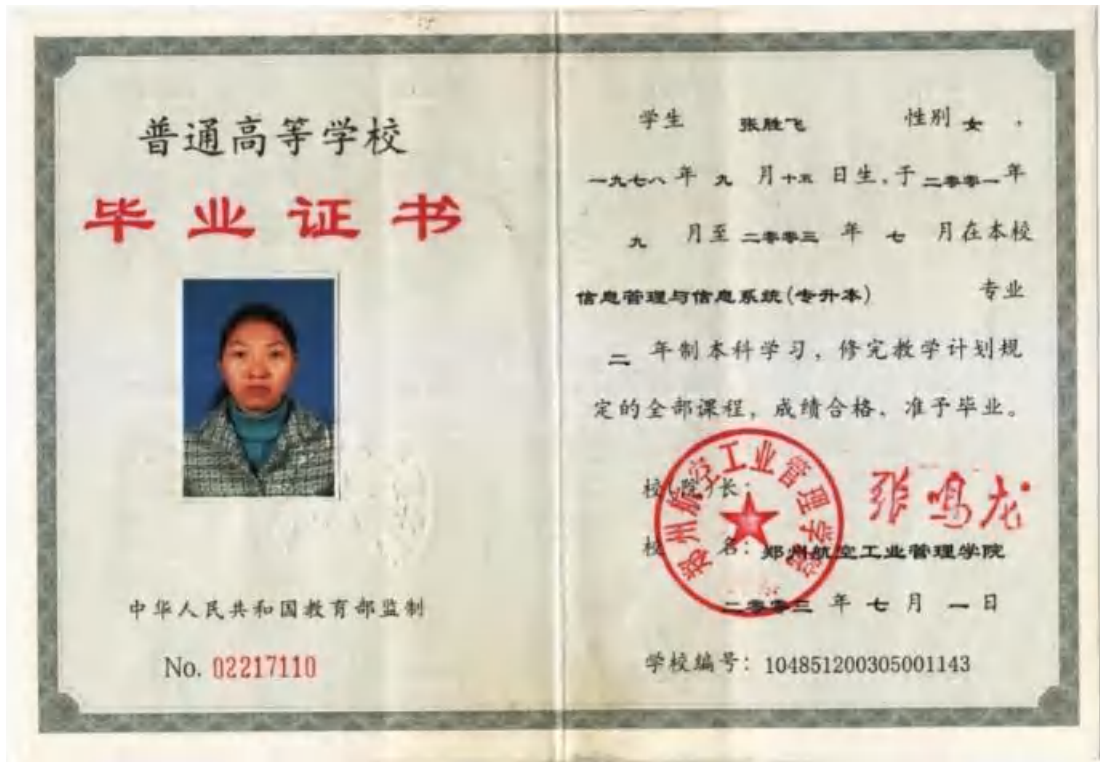 普通高等学校
毕业证书
中华人民共和国教育部监制
No. 02217110
学生 张胜飞 性别 女 ,
一九七八 年 九 月 十五 日生,于 二零零一 年
九 月至 二零零三 年 七 月在本校
信息管理与信息系统(专升本) 专业
二 年制本科学习,修完教学计划规
定的全部课程,成绩合格,准予毕业。
校(院)长: 张鸣龙
校 名: 郑州航空工业管理学院
郑州航空工业管理学院
二零零三 年 七 月 一 日
学校编号: 104851200305001143